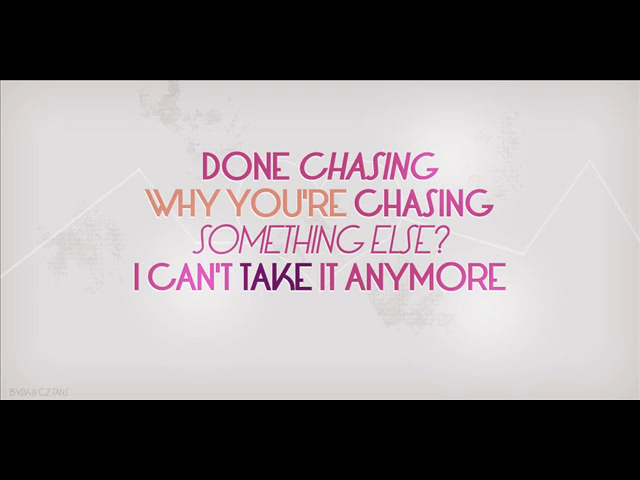 DONE CHASING
WHY YOU'RE CHASING
SOMETHING ELSE?
I CAN'T TAKE IT ANYMORE